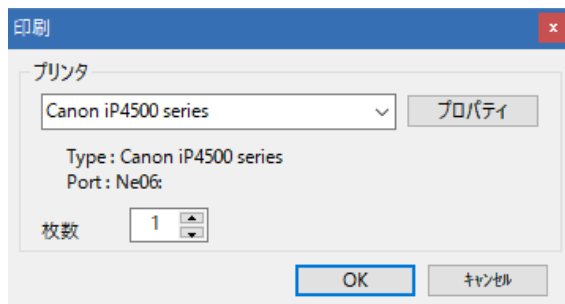 印刷
x
プリンタ
Canon iP4500 series
プロパティ
Type : Canon iP4500 series
Port : Ne06:
枚数
1
OK
ｷｬﾝｾﾙ